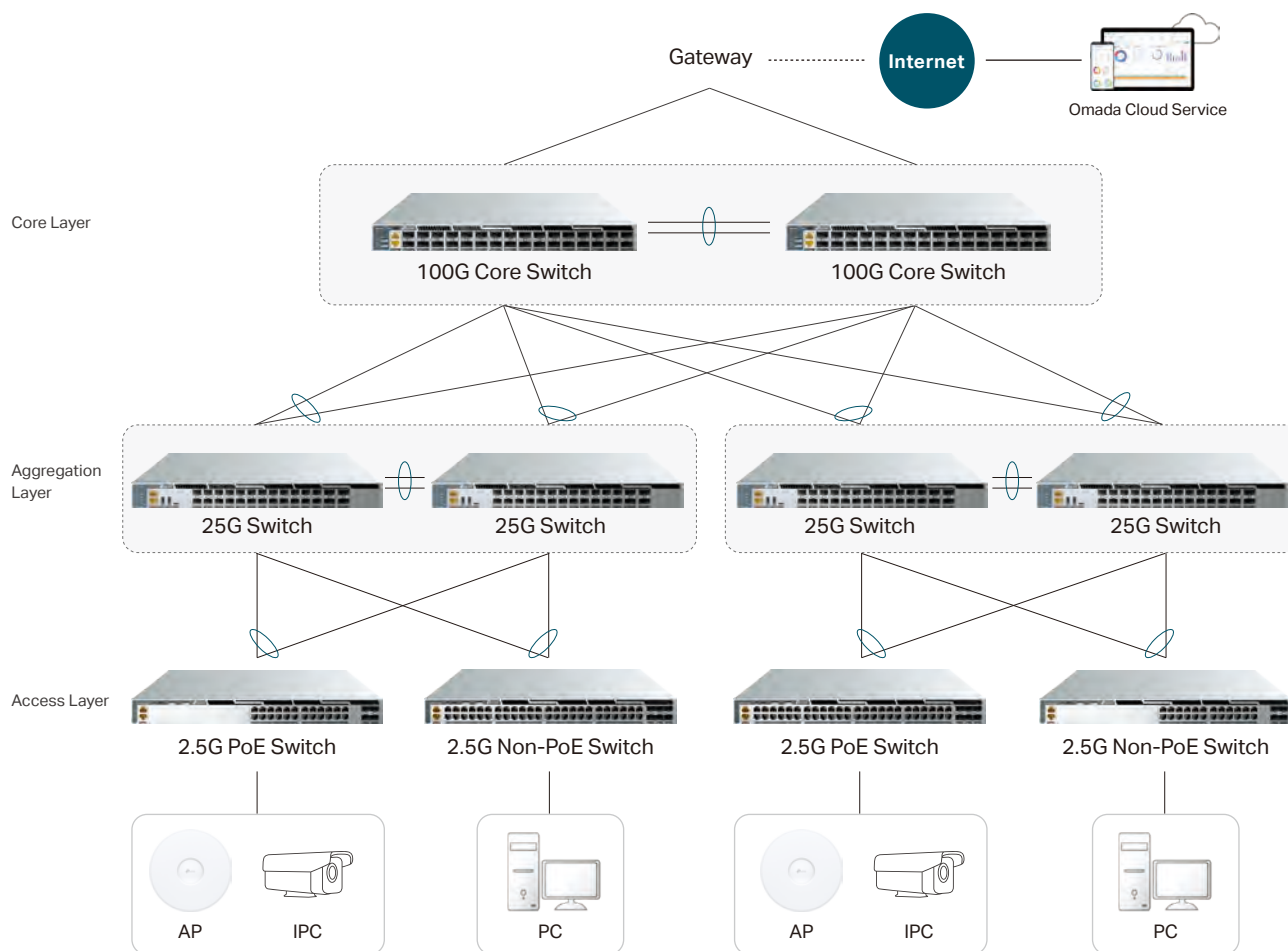 Gateway
Internet
Omada Cloud Service
Core Layer
100G Core Switch
100G Core Switch
Aggregation
Layer
25G Switch
25G Switch
25G Switch
25G Switch
Access Layer
2.5G PoE Switch
2.5G Non-PoE Switch
2.5G PoE Switch
2.5G Non-PoE Switch
AP
IPC
PC
AP
IPC
PC